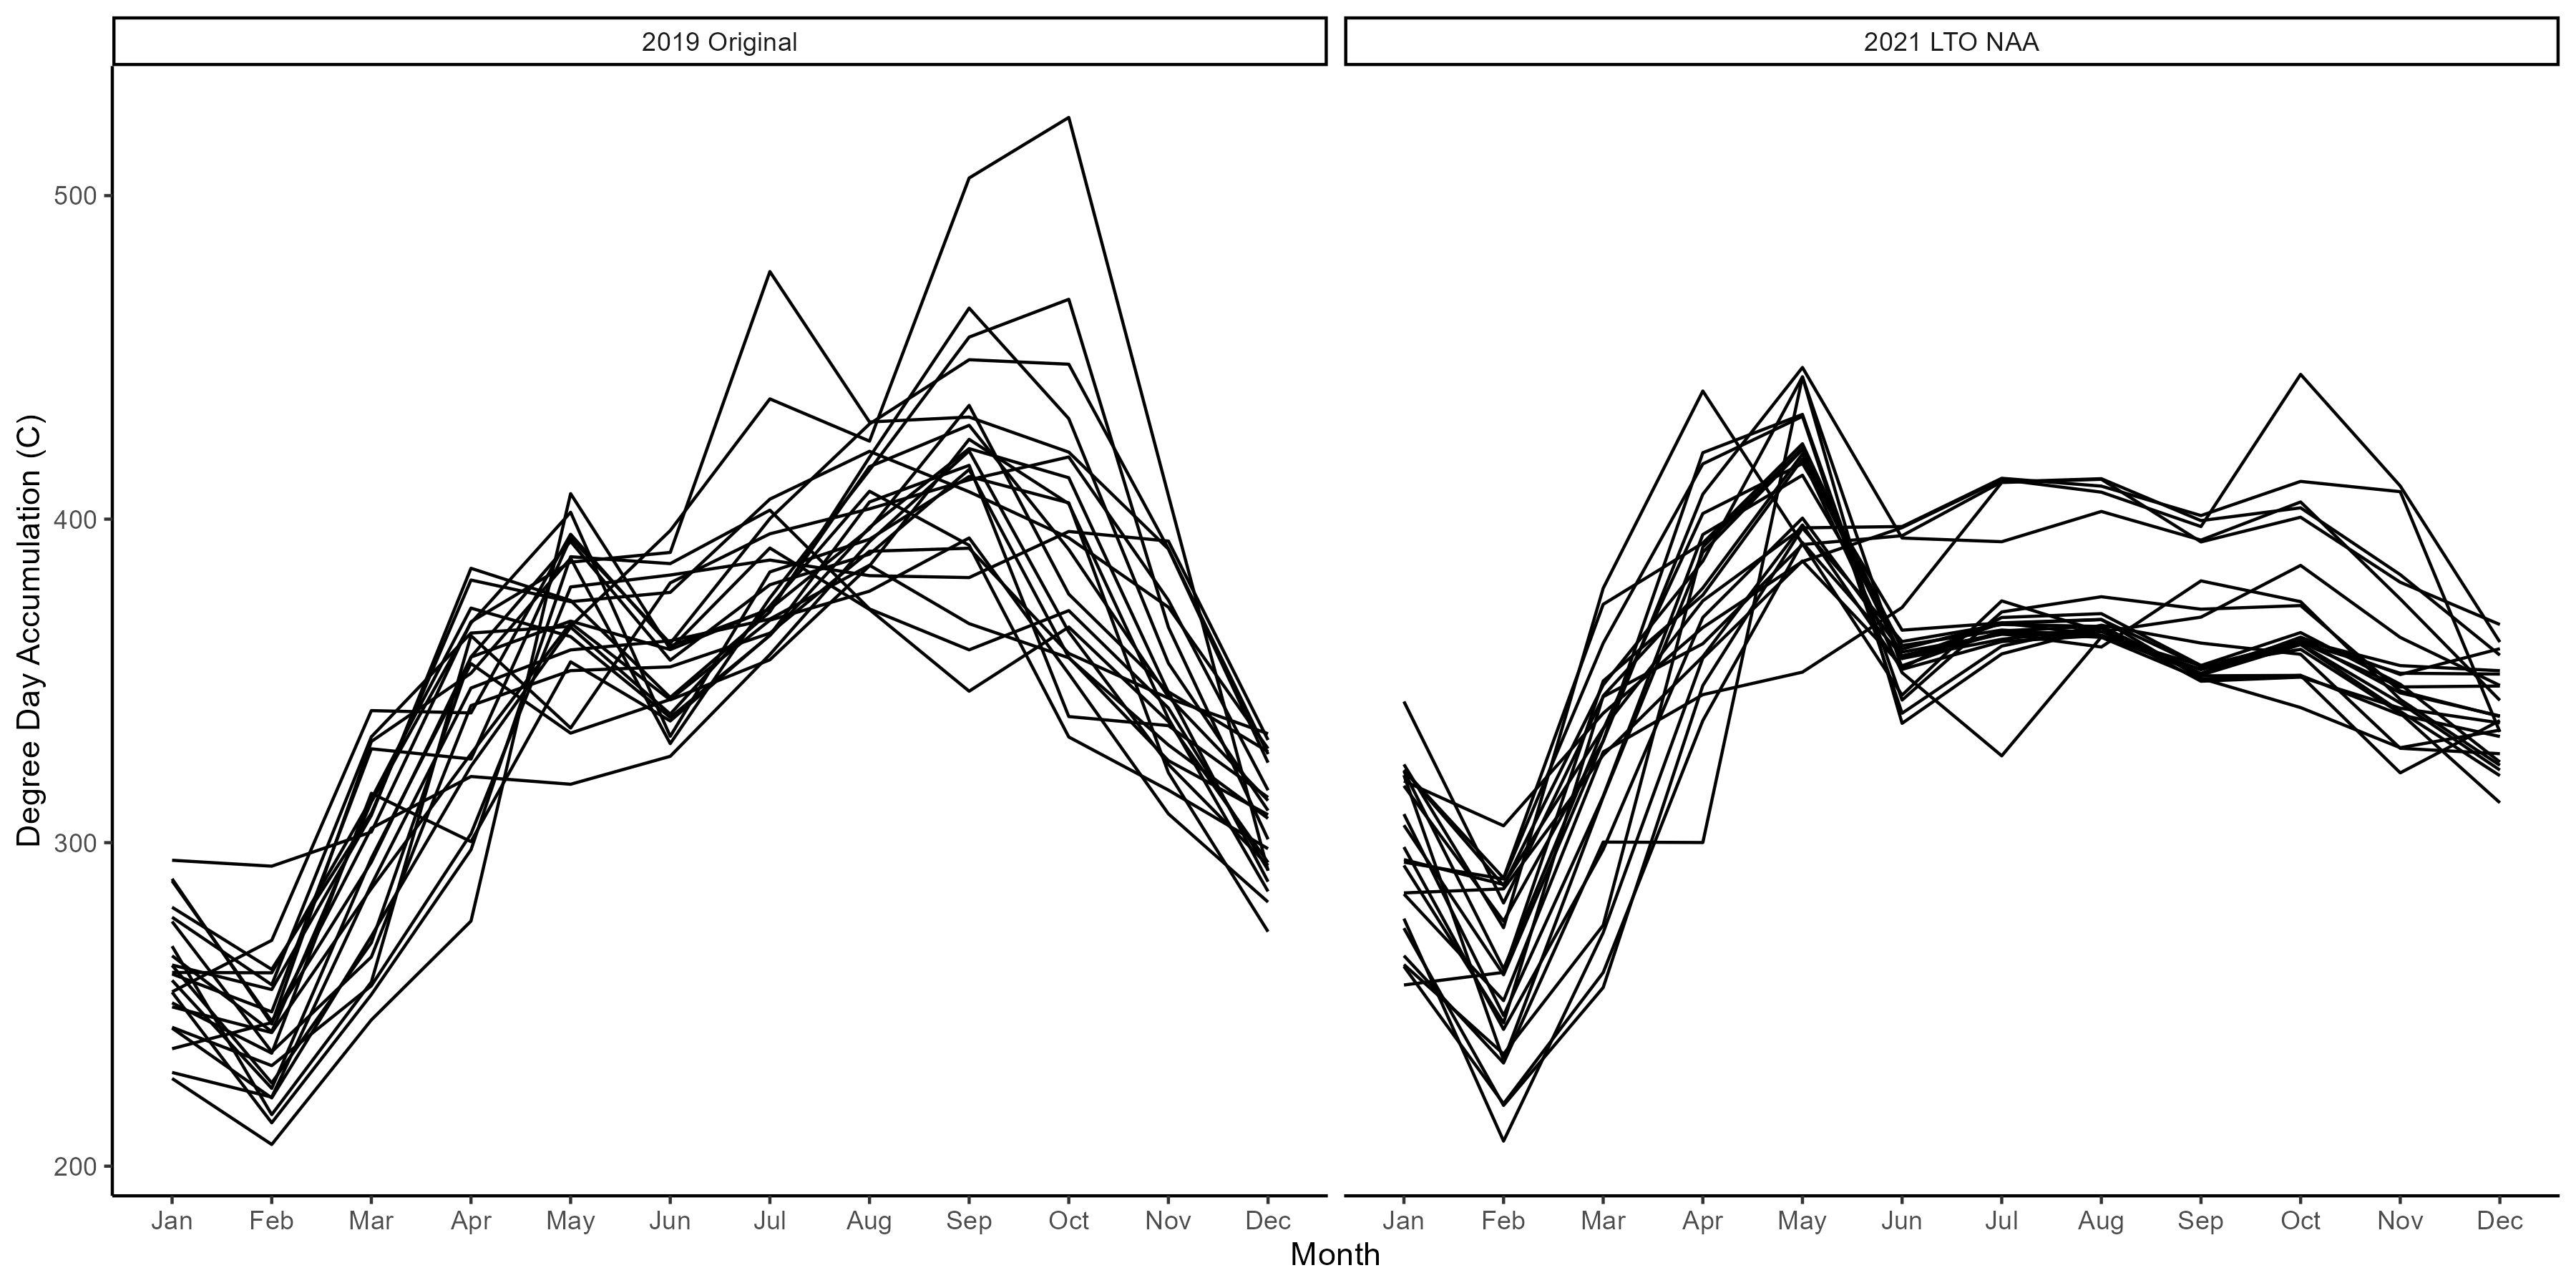 2019 Original
2021 LTO NAA
Degree Day Accumulation (C)
500
400
300
200
Jan Feb Mar Apr May Jun Jul Aug Sep Oct Nov Dec
Jan Feb Mar Apr May Jun Jul Aug Sep Oct Nov Dec
Month